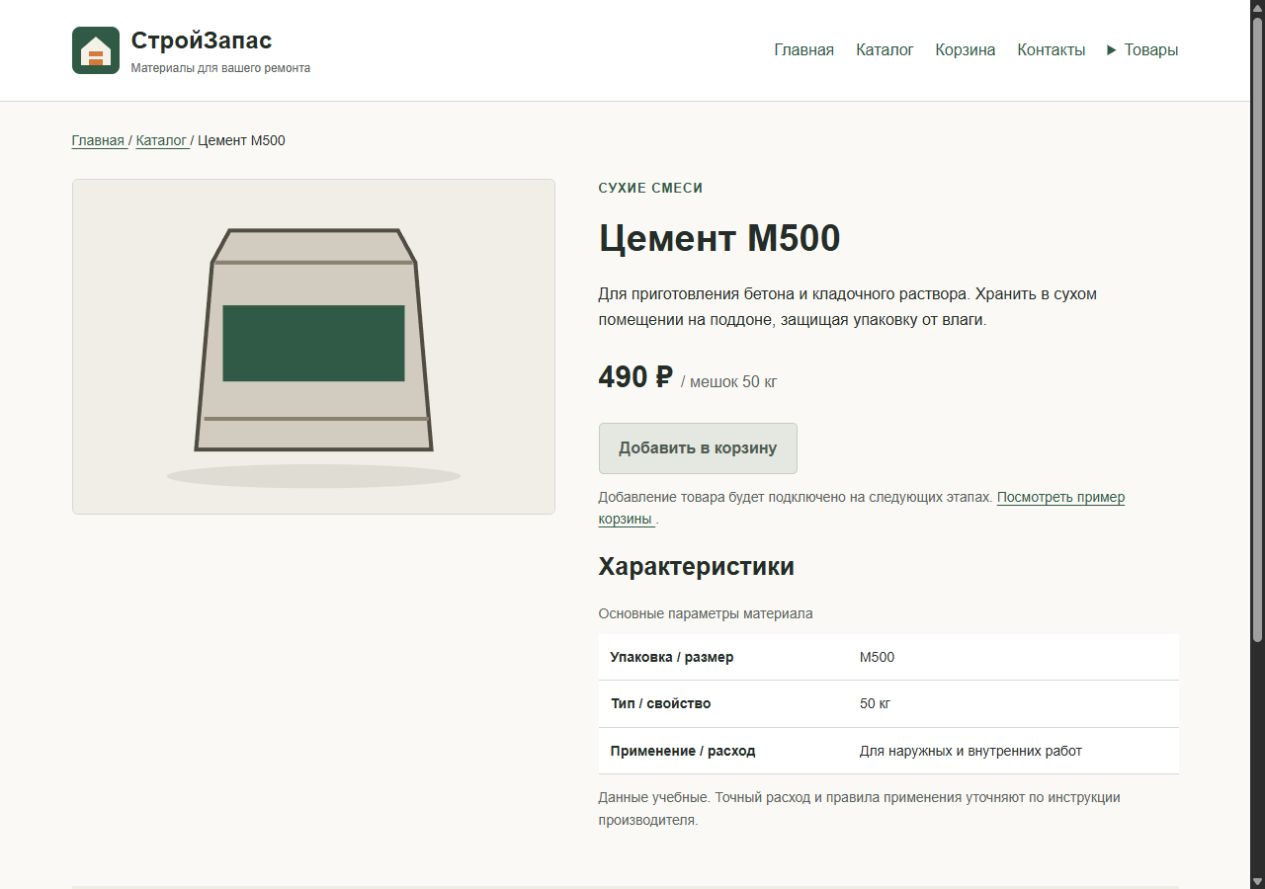 СтройЗапас
Материалы для вашего ремонта
Главная Каталог Корзина Контакты ▶ Товары
Главная / Каталог / Цемент М500
СУХИЕ СМЕСИ
Цемент М500
Для приготовления бетона и кладочного раствора. Хранить в сухом
помещении на поддоне, защищая упаковку от влаги.
490 ₽ / мешок 50 кг
Добавить в корзину
Добавление товара будет подключено на следующих этапах. Посмотреть пример
корзины .
Характеристики
Основные параметры материала
Упаковка / размер М500
Тип / свойство 50 кг
Применение / расход Для наружных и внутренних работ
Данные учебные. Точный расход и правила применения уточняют по инструкции
производителя.